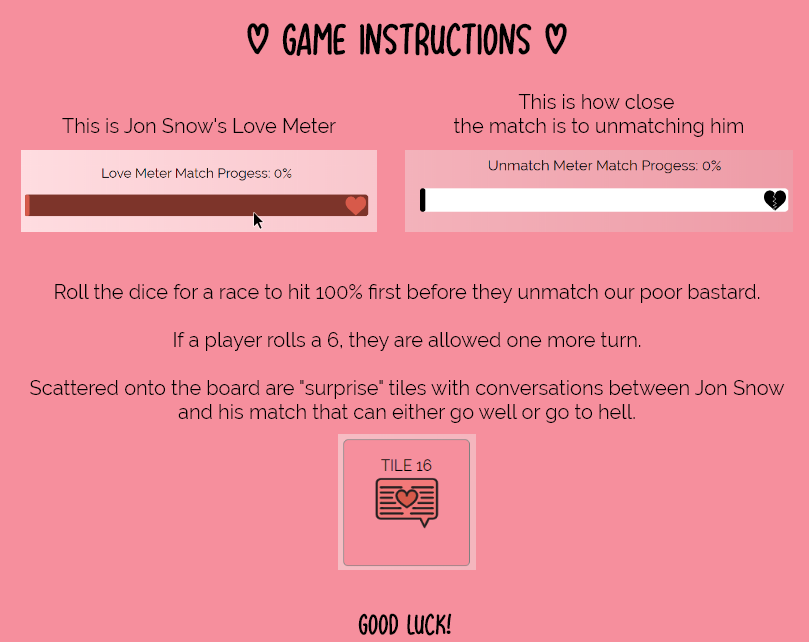 ♡ GAME INSTRUCTIONS ♡
This is Jon Snow's Love Meter
This is how close
the match is to unmatching him
Love Meter Match Progess: 0%
Unmatch Meter Match Progess: 0%
Roll the dice for a race to hit 100% first before they unmatch our poor bastard.
If a player rolls a 6, they are allowed one more turn.
Scattered onto the board are "surprise" tiles with conversations between Jon Snow
and his match that can either go well or go to hell.
TILE 16
GOOD LUCK!